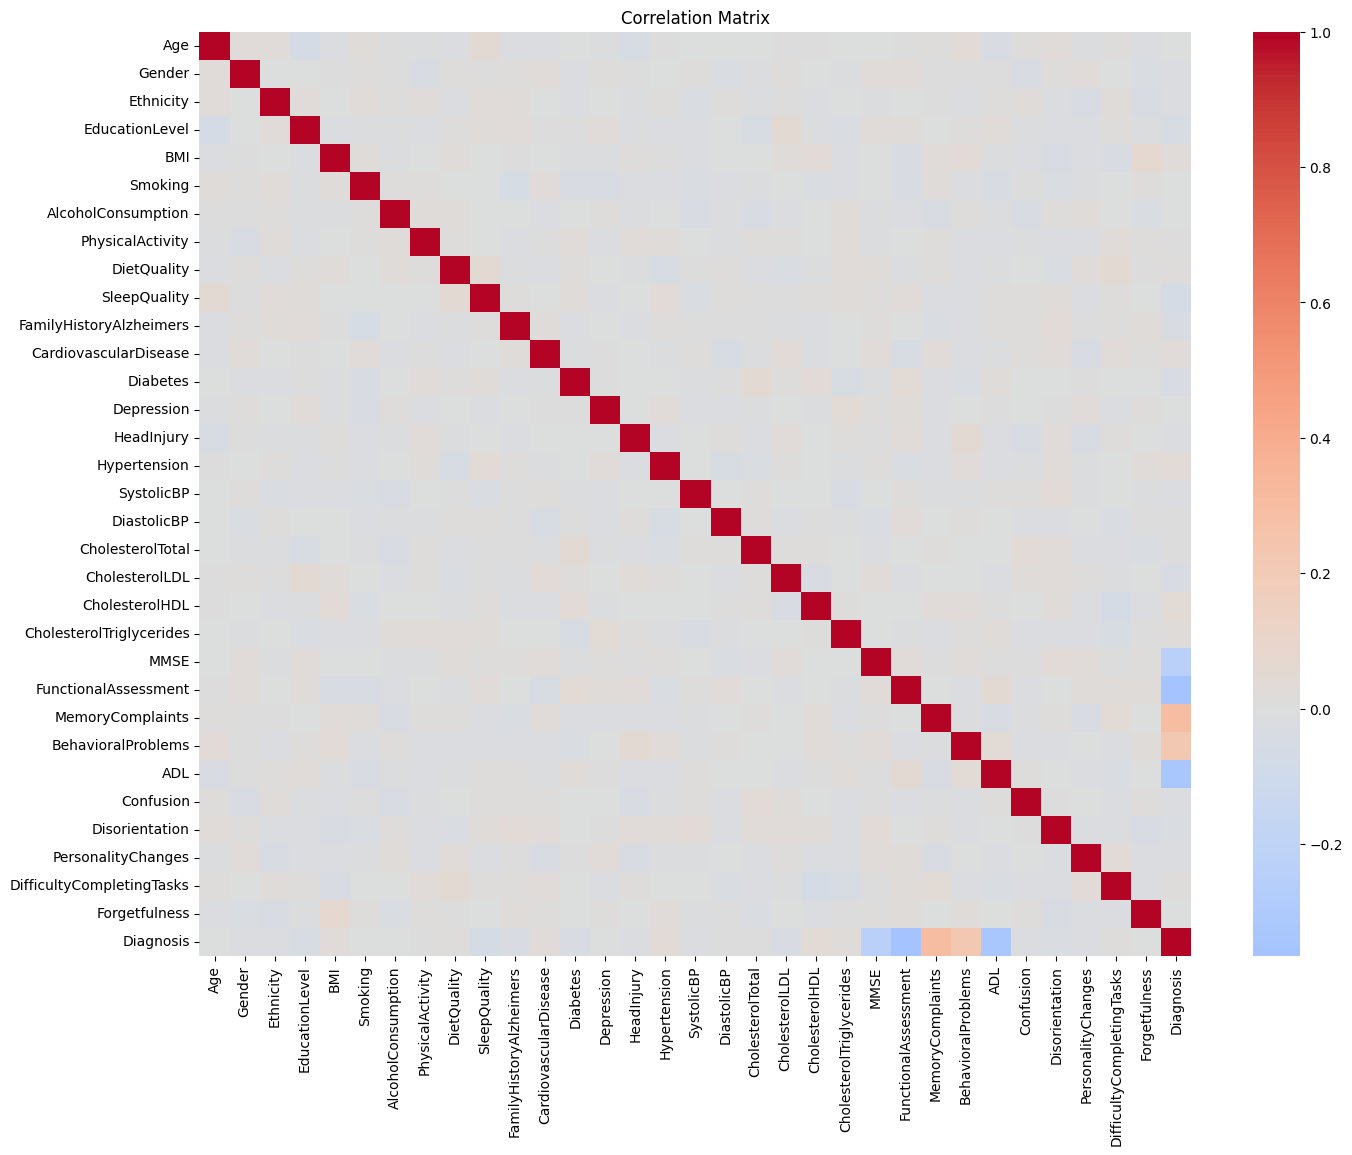 Correlation Matrix
Age
Gender
Ethnicity
EducationLevel
BMI
Smoking
AlcoholConsumption
PhysicalActivity
DietQuality
SleepQuality
FamilyHistoryAlzheimers
CardiovascularDisease
Diabetes
Depression
HeadInjury
Hypertension
SystolicBP
DiastolicBP
CholesterolTotal
CholesterolLDL
CholesterolHDL
CholesterolTriglycerides
MMSE
FunctionalAssessment
MemoryComplaints
BehavioralProblems
ADL
Confusion
Disorientation
PersonalityChanges
DifficultyCompletingTasks
Forgetfulness
Diagnosis
Age
Gender
Ethnicity
EducationLevel
BMI
Smoking
AlcoholConsumption
PhysicalActivity
DietQuality
SleepQuality
FamilyHistoryAlzheimers
CardiovascularDisease
Diabetes
Depression
HeadInjury
Hypertension
SystolicBP
DiastolicBP
CholesterolTotal
CholesterolLDL
CholesterolHDL
CholesterolTriglycerides
MMSE
FunctionalAssessment
MemoryComplaints
BehavioralProblems
ADL
Confusion
Disorientation
PersonalityChanges
DifficultyCompletingTasks
Forgetfulness
Diagnosis
1.0
0.8
0.6
0.4
0.2
0.0
−0.2